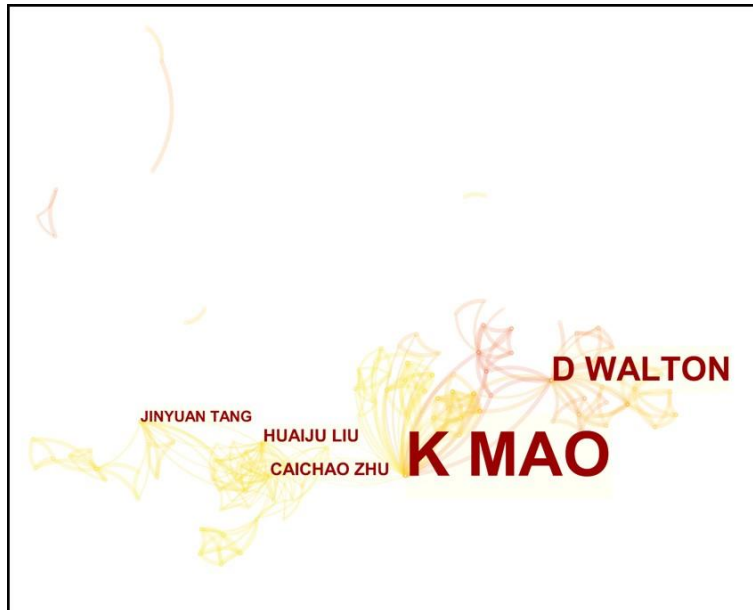 D WALTON
JINYUAN TANG
HUAIJU LIU
K MAO
CAICHAO ZHU